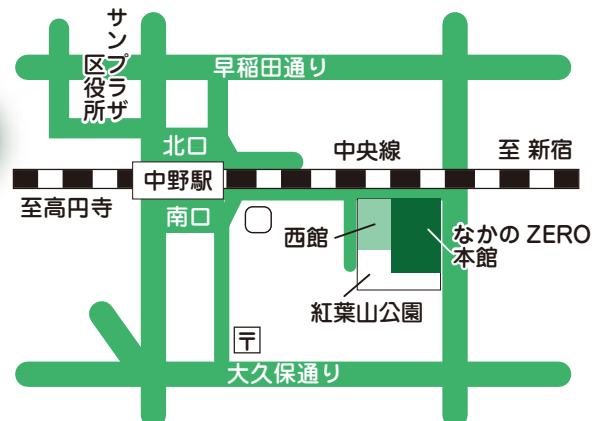 サンプラザ
区役所
早稲田通り
北口
中央線
至 新宿
中野駅
至高円寺
南口
西館
なかの ZERO
本館
紅葉山公園
〒
大久保通り